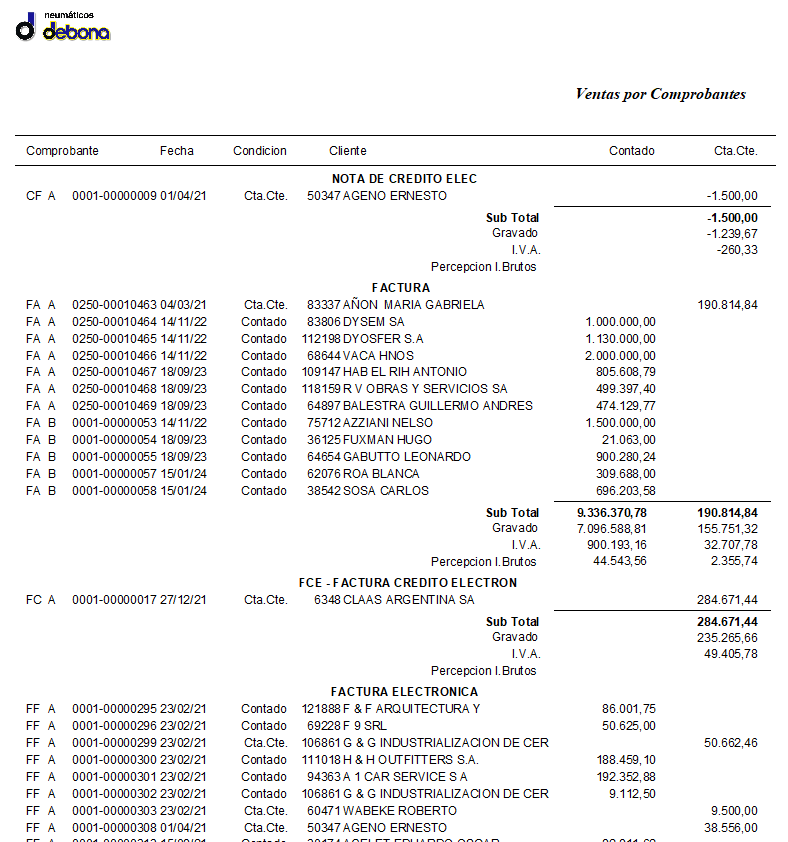 neumáticos
debona
Ventas por Comprobantes
Comprobante Fecha Condicion Cliente Contado Cta.Cte.
NOTA DE CREDITO ELEC
CF A 0001-00000009 01/04/21 Cta.Cte. 50347 AGENO ERNESTO -1.500,00
Sub Total -1.500,00
Gravado -1.239,67
I.V.A. -260,33
Percepcion I.Brutos
FACTURA
FA A 0250-00010463 04/03/21 Cta.Cte. 83337 AÑON MARIA GABRIELA 190.814,84
FA A 0250-00010464 14/11/22 Contado 83806 DYSEM SA 1.000.000,00
FA A 0250-00010465 14/11/22 Contado 112198 DYOSFER S.A 1.130.000,00
FA A 0250-00010466 14/11/22 Contado 68644 VACA HNOS 2.000.000,00
FA A 0250-00010467 18/09/23 Contado 109147 HAB EL RIH ANTONIO 805.608,79
FA A 0250-00010468 18/09/23 Contado 118159 R V OBRAS Y SERVICIOS SA 499.397,40
FA A 0250-00010469 18/09/23 Contado 64897 BALESTRA GUILLERMO ANDRES 474.129,77
FA B 0001-00000053 14/11/22 Contado 75712 AZZIANI NELSO 1.500.000,00
FA B 0001-00000054 18/09/23 Contado 36125 FUXMAN HUGO 21.063,00
FA B 0001-00000055 18/09/23 Contado 64654 GABUTTO LEONARDO 900.280,24
FA B 0001-00000057 15/01/24 Contado 62076 ROA BLANCA 309.688,00
FA B 0001-00000058 15/01/24 Contado 38542 SOSA CARLOS 696.203,58
Sub Total 9.336.370,78 190.814,84
Gravado 7.096.588,81 155.751,32
I.V.A. 900.193,16 32.707,78
Percepcion I.Brutos 44.543,56 2.355,74
FCE - FACTURA CREDITO ELECTRON
FC A 0001-00000017 27/12/21 Cta.Cte. 6348 CLAAS ARGENTINA SA 284.671,44
Sub Total 284.671,44
Gravado 235.265,66
I.V.A. 49.405,78
Percepcion I.Brutos
FACTURA ELECTRONICA
FF A 0001-00000295 23/02/21 Contado 121888 F & F ARQUITECTURA Y 86.001,75
FF A 0001-00000296 23/02/21 Contado 69228 F 9 SRL 50.625,00
FF A 0001-00000299 23/02/21 Cta.Cte. 106861 G & G INDUSTRIALIZACION DE CER 50.662,46
FF A 0001-00000300 23/02/21 Contado 111018 H & H OUTFITTERS S.A. 188.459,10
FF A 0001-00000301 23/02/21 Contado 94363 A 1 CAR SERVICE S A 192.352,88
FF A 0001-00000302 23/02/21 Contado 106861 G & G INDUSTRIALIZACION DE CER 9.112,50
FF A 0001-00000303 23/02/21 Cta.Cte. 60471 WABEKE ROBERTO 9.500,00
FF A 0001-00000308 01/04/21 Cta.Cte. 50347 AGENO ERNESTO 38.556,00